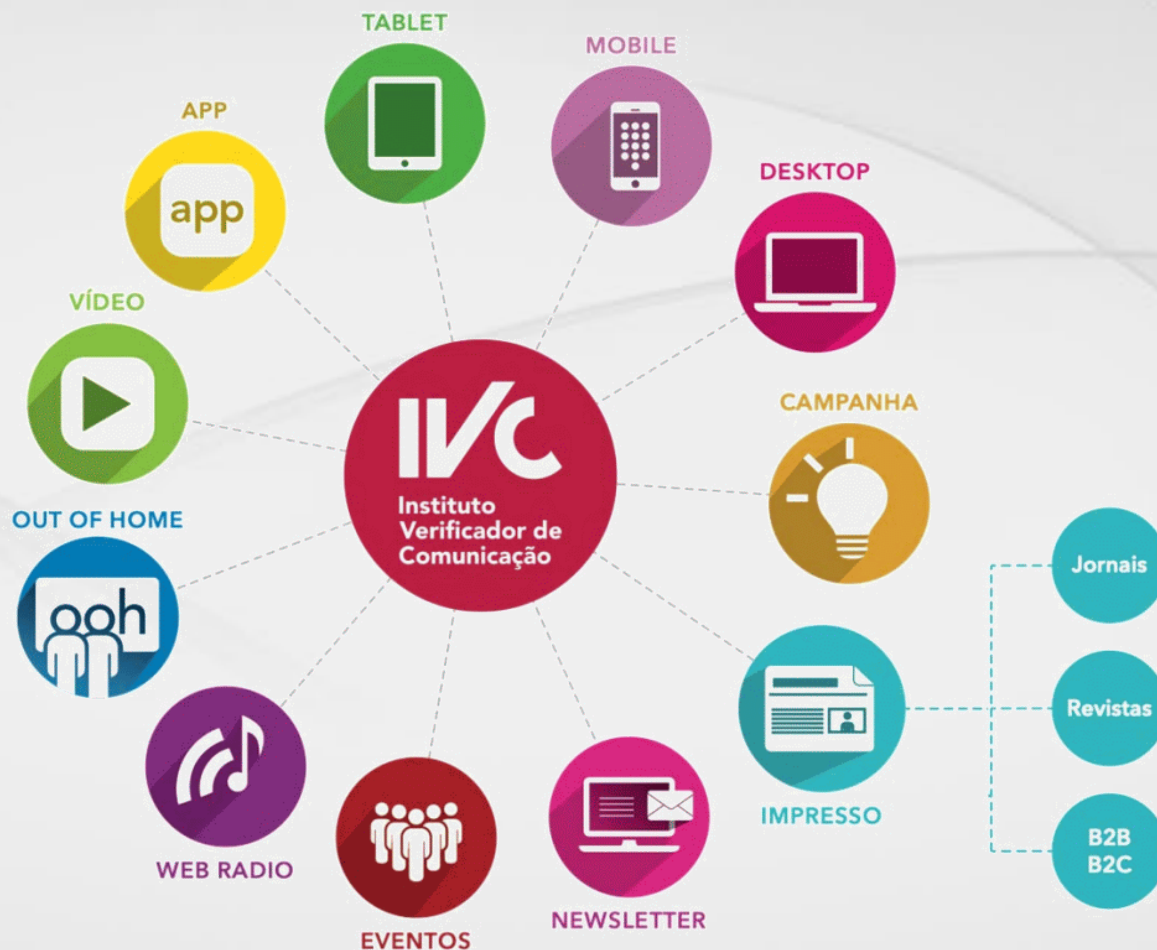 TABLET
MOBILE
APP
app
DESKTOP
VÍDEO
CAMPANHA
IVC
Instituto
Verificador de
Comunicação
OUT OF HOME
ooh
Jornais
Revistas
IMPRESSO
B2B
B2C
WEB RADIO
NEWSLETTER
EVENTOS